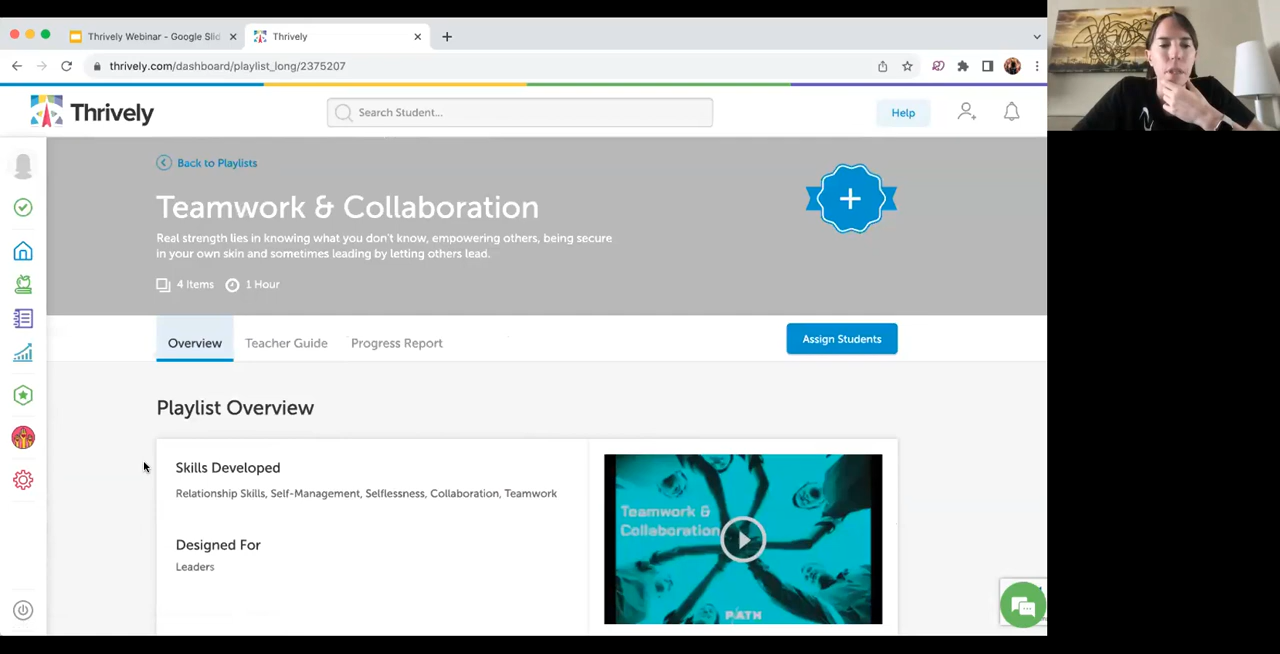 Thrively Webinar - Google Slid
Thrively
thrively.com/dashboard/playlist_long/2375207
Thrively
Search Student...
Help
Back to Playlists
Teamwork & Collaboration
Real strength lies in knowing what you don't know, empowering others, being secure
in your own skin and sometimes leading by letting others lead.
4 Items
1 Hour
Overview
Teacher Guide
Progress Report
Assign Students
Playlist Overview
Skills Developed
Relationship Skills, Self-Management, Selflessness, Collaboration, Teamwork
Designed For
Leaders
Teamwork &
Collaboration
PATH